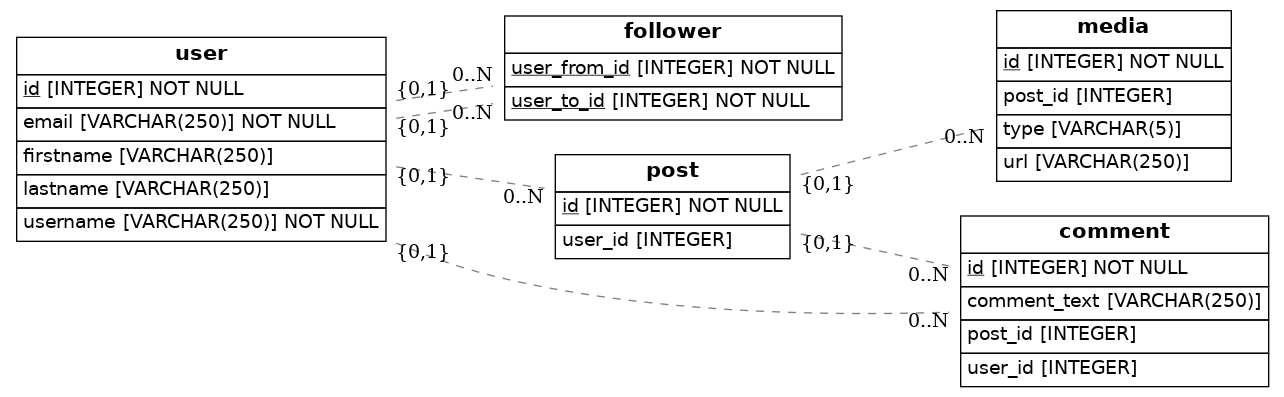 user
id [INTEGER] NOT NULL
email [VARCHAR(250)] NOT NULL
firstname [VARCHAR(250)]
lastname [VARCHAR(250)]
username [VARCHAR(250)] NOT NULL
{0,1}
0..N
{0,1}
0..N
{0,1}
0..N
{0,1}
0..N
follower
user_from_id [INTEGER] NOT NULL
user_to_id [INTEGER] NOT NULL
post
id [INTEGER] NOT NULL
user_id [INTEGER]
{0,1}
0..N
{0,1}
0..N
media
id [INTEGER] NOT NULL
post_id [INTEGER]
type [VARCHAR(5)]
url [VARCHAR(250)]
comment
id [INTEGER] NOT NULL
comment_text [VARCHAR(250)]
post_id [INTEGER]
user_id [INTEGER]